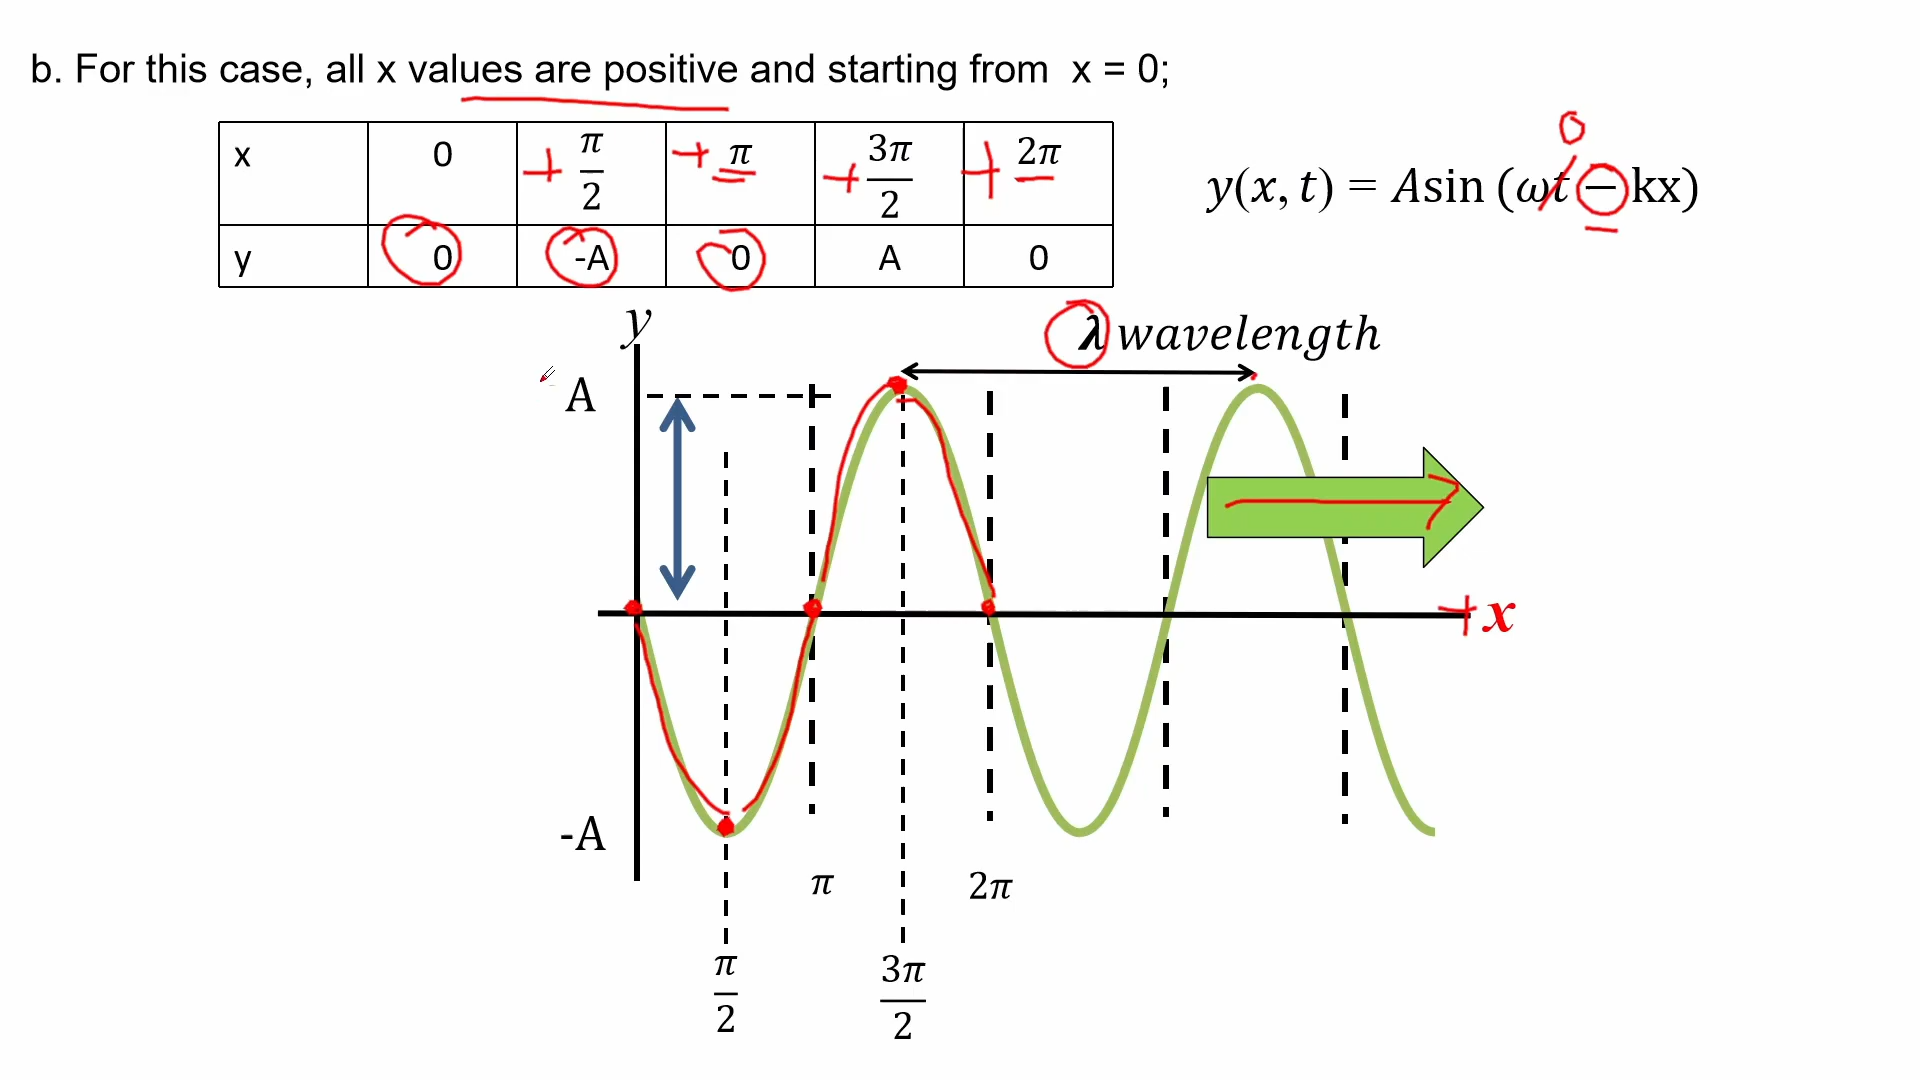 b. For this case, all x values are positive and starting from x = 0;
x 0 + π/2 + π + 3π/2 + 2π
y 0 -A 0 A 0
0
y(x, t) = Asin (ωt − kx)
y
λ wavelength
A
+ x
-A
π 2π
π/2 3π/2